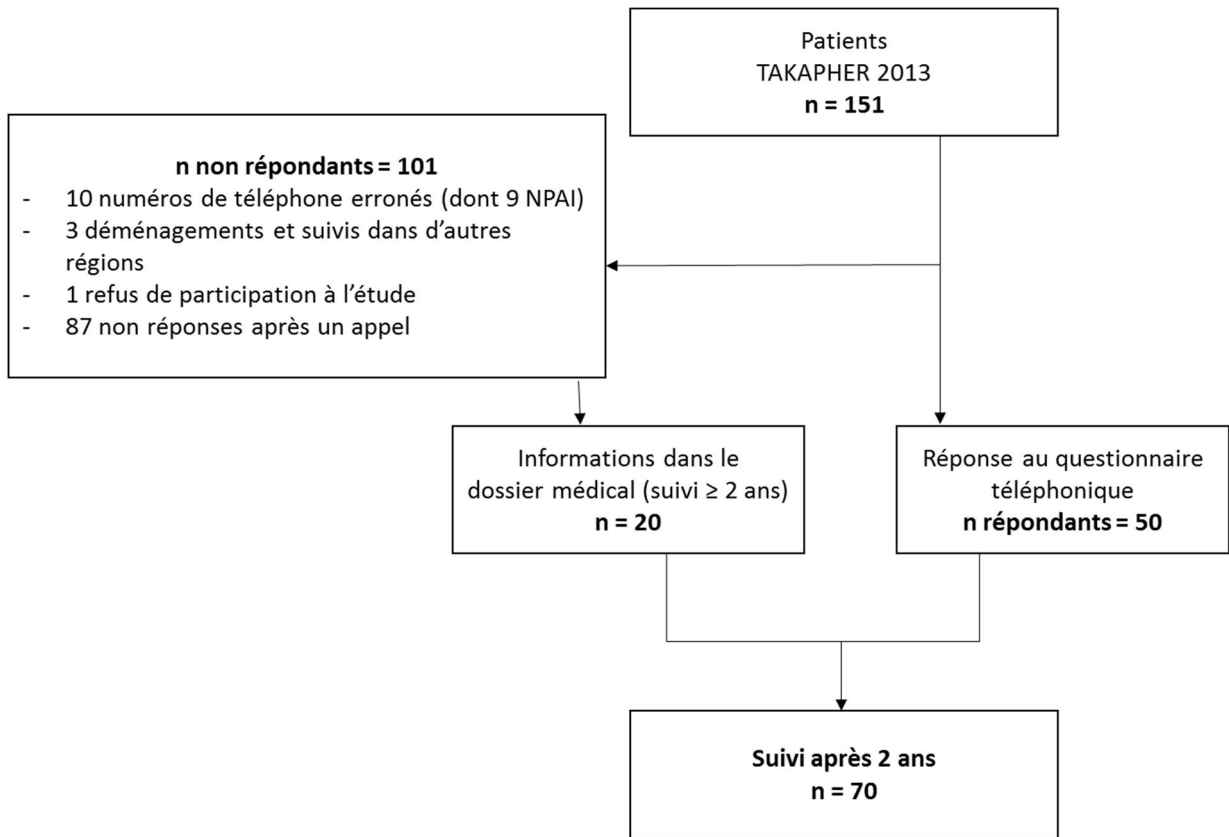 Patients
TAKAPHER 2013
n = 151
n non répondants = 101
- 10 numéros de téléphone erronés (dont 9 NPAI)
- 3 déménagements et suivis dans d'autres
régions
- 1 refus de participation à l'étude
- 87 non réponses après un appel
Informations dans le
dossier médical (suivi ≥ 2 ans)
n = 20
Réponse au questionnaire
téléphonique
n répondants = 50
Suivi après 2 ans
n = 70